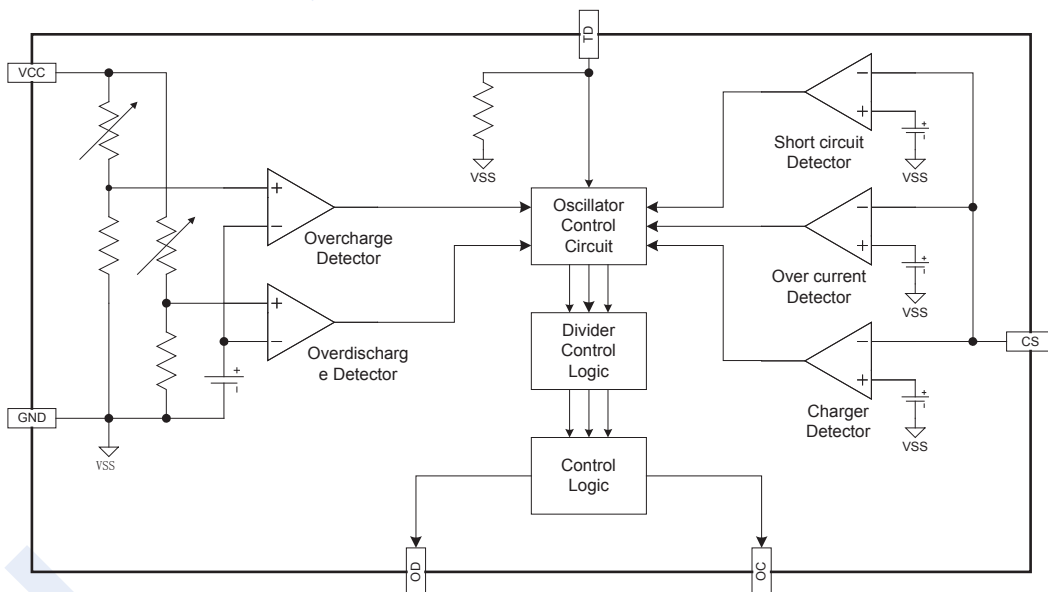 TD
VCC
+
-
Short circuit
Detector
+
-
VSS
VSS
+
-
Overcharge
Detector
Oscillator
Control
Circuit
-
+
Over current
Detector
+
-
VSS
+
-
Overdischarg
e Detector
Divider
Control
Logic
-
+
Charger
Detector
+
-
VSS
CS
+
-
GND
VSS
Control
Logic
OD
OC